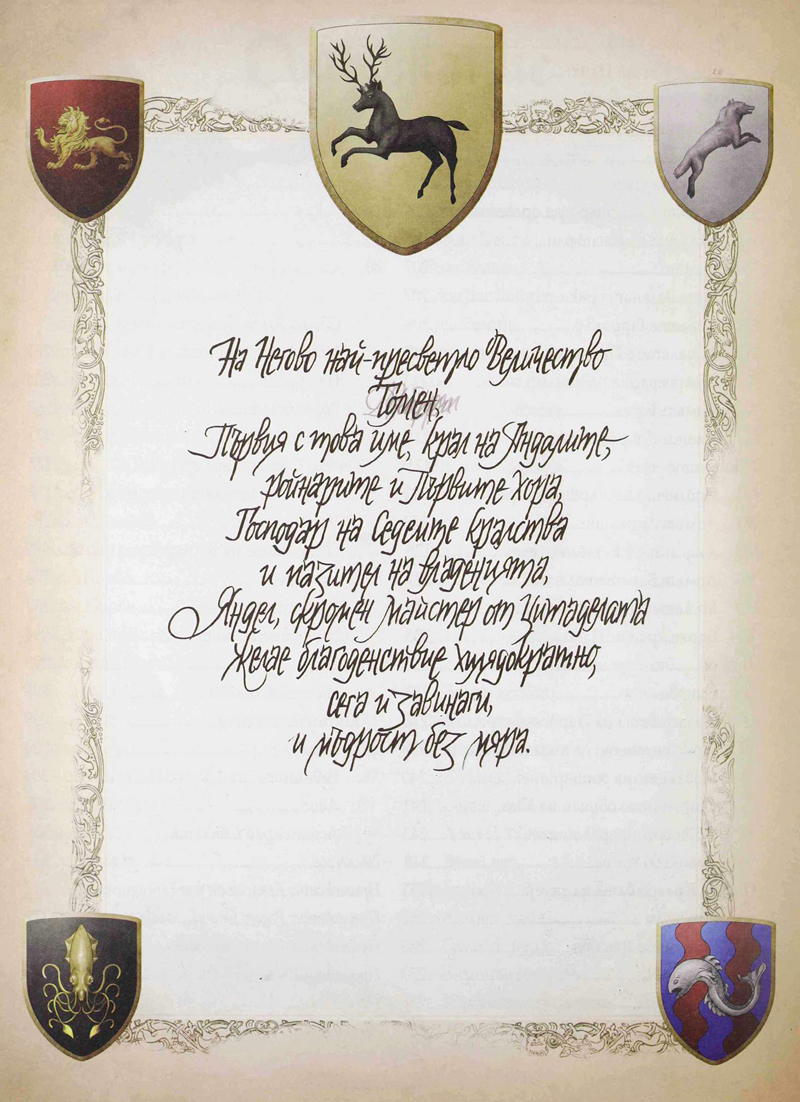 На Негово най-пресветло Величество
Томен,
Първия с това име, крал на Андалите,
ройнарите и Първите хора,
Господар на Седемте кралства
и пазител на владенията,
Яндел, скромен майстер от Цитаделата
желае благоденствие хилядократно,
сега и завинаги,
и мъдрост без мяра.